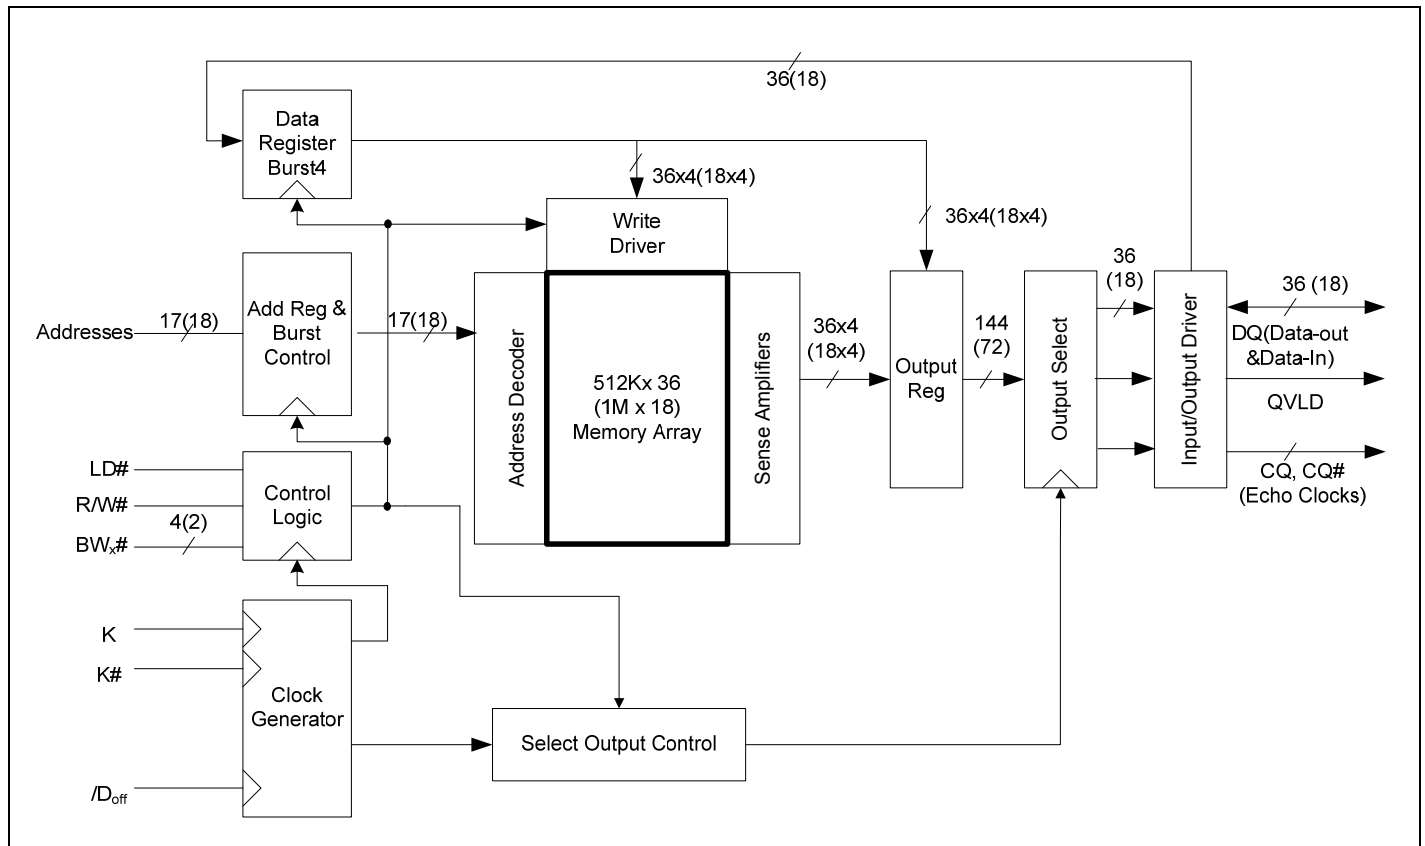 36(18)
Data
Register
Burst4
36x4(18x4)
Write
Driver
36x4(18x4)
Addresses
17(18)
Add Reg &
Burst
Control
17(18)
Address Decoder
512Kx 36
(1M x 18)
Memory Array
Sense Amplifiers
36x4
(18x4)
Output
Reg
144
(72)
Output Select
36
(18)
Input/Output Driver
36 (18)
DQ(Data-out
&Data-In)
QVLD
CQ, CQ#
(Echo Clocks)
LD#
R/W#
4(2)
BWx#
Control
Logic
K
K#
Clock
Generator
/Doff
Select Output Control